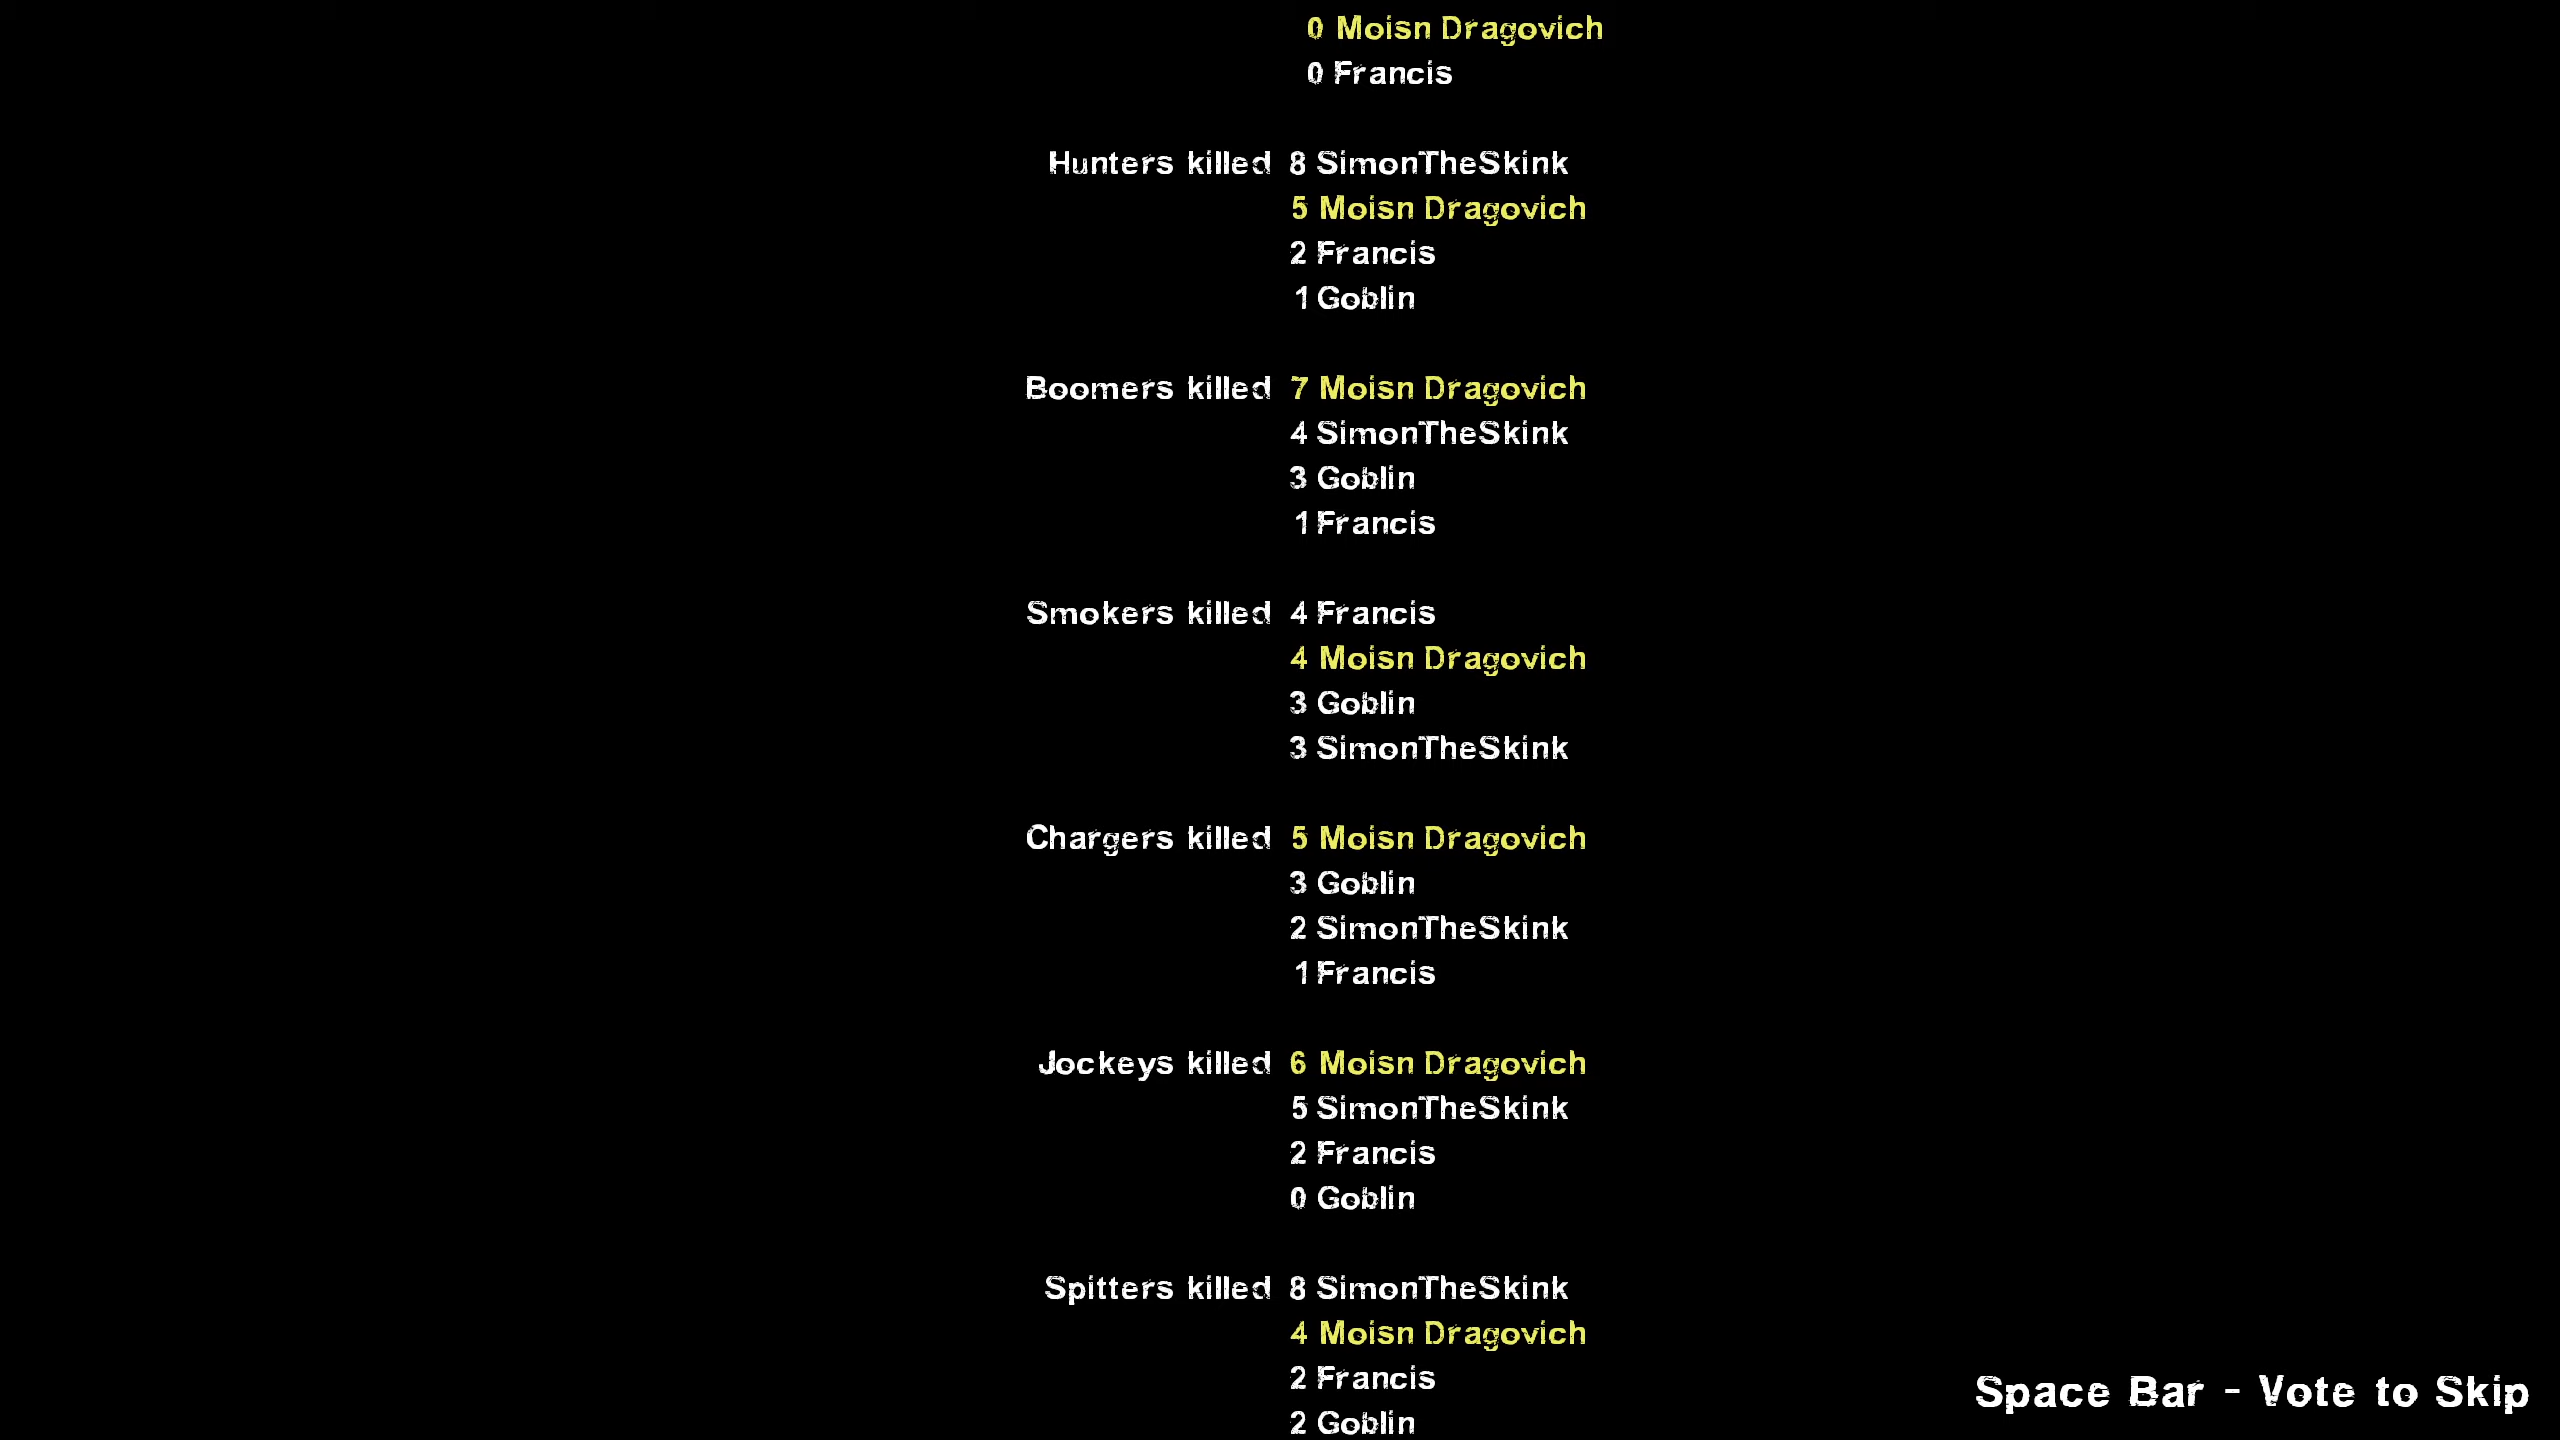 0 Moisn Dragovich
0 Francis
Hunters killed 8 SimonTheSkink
5 Moisn Dragovich
2 Francis
1 Goblin
Boomers killed 7 Moisn Dragovich
4 SimonTheSkink
3 Goblin
1 Francis
Smokers killed 4 Francis
4 Moisn Dragovich
3 Goblin
3 SimonTheSkink
Chargers killed 5 Moisn Dragovich
3 Goblin
2 SimonTheSkink
1 Francis
Jockeys killed 6 Moisn Dragovich
5 SimonTheSkink
2 Francis
0 Goblin
Spitters killed 8 SimonTheSkink
4 Moisn Dragovich
2 Francis
2 Goblin
Space Bar - Vote to Skip